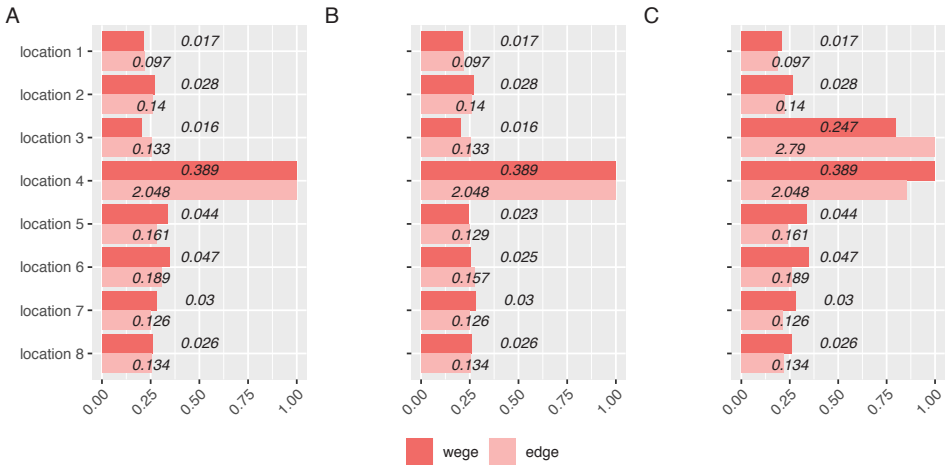 A B C
location 1 0.017 0.017 0.017
0.097 0.097 0.097
location 2 0.028 0.028 0.028
0.14 0.14 0.14
location 3 0.016 0.016 0.247
0.133 0.133 2.79
location 4 0.389 0.389 0.389
2.048 2.048 2.048
location 5 0.044 0.023 0.044
0.161 0.129 0.161
location 6 0.047 0.025 0.047
0.189 0.157 0.189
location 7 0.03 0.03 0.03
0.126 0.126 0.126
location 8 0.026 0.026 0.026
0.134 0.134 0.134
0.00 0.25 0.50 0.75 1.00 0.00 0.25 0.50 0.75 1.00 0.00 0.25 0.50 0.75 1.00
wege edge